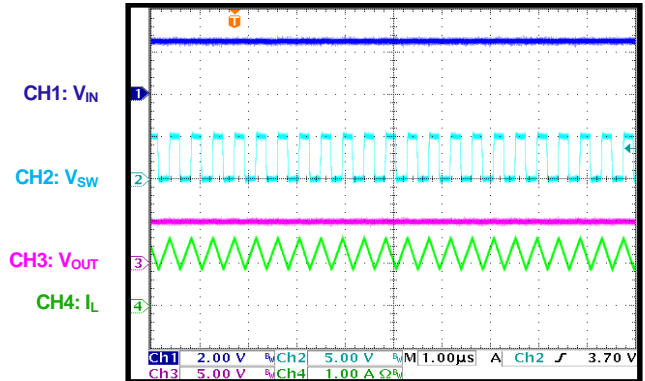 T
CH1: VIN
1
CH2: VSW
2
CH3: VOUT
3
CH4: IL
4
Ch1 2.00 V BW Ch2 5.00 V BW M 1.00µs A Ch2 ƒ 3.70 V
Ch3 5.00 V BW Ch4 1.00 A Ω BW